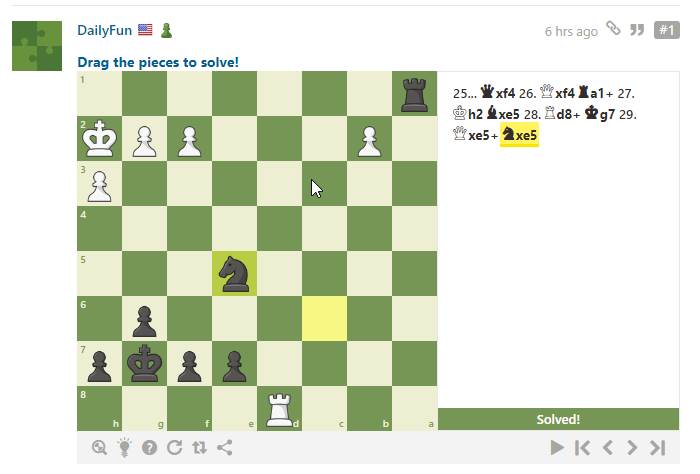 DailyFun
6 hrs ago
#1
Drag the pieces to solve!
1
2
3
4
5
6
7
8
h g f e d c b a
25... ♛xf4 26. ♕xf4 ♜a1+ 27.
♔h2 ♝xe5 28. ♖d8+ ♚g7 29.
♕xe5+ ♞xe5
Solved!